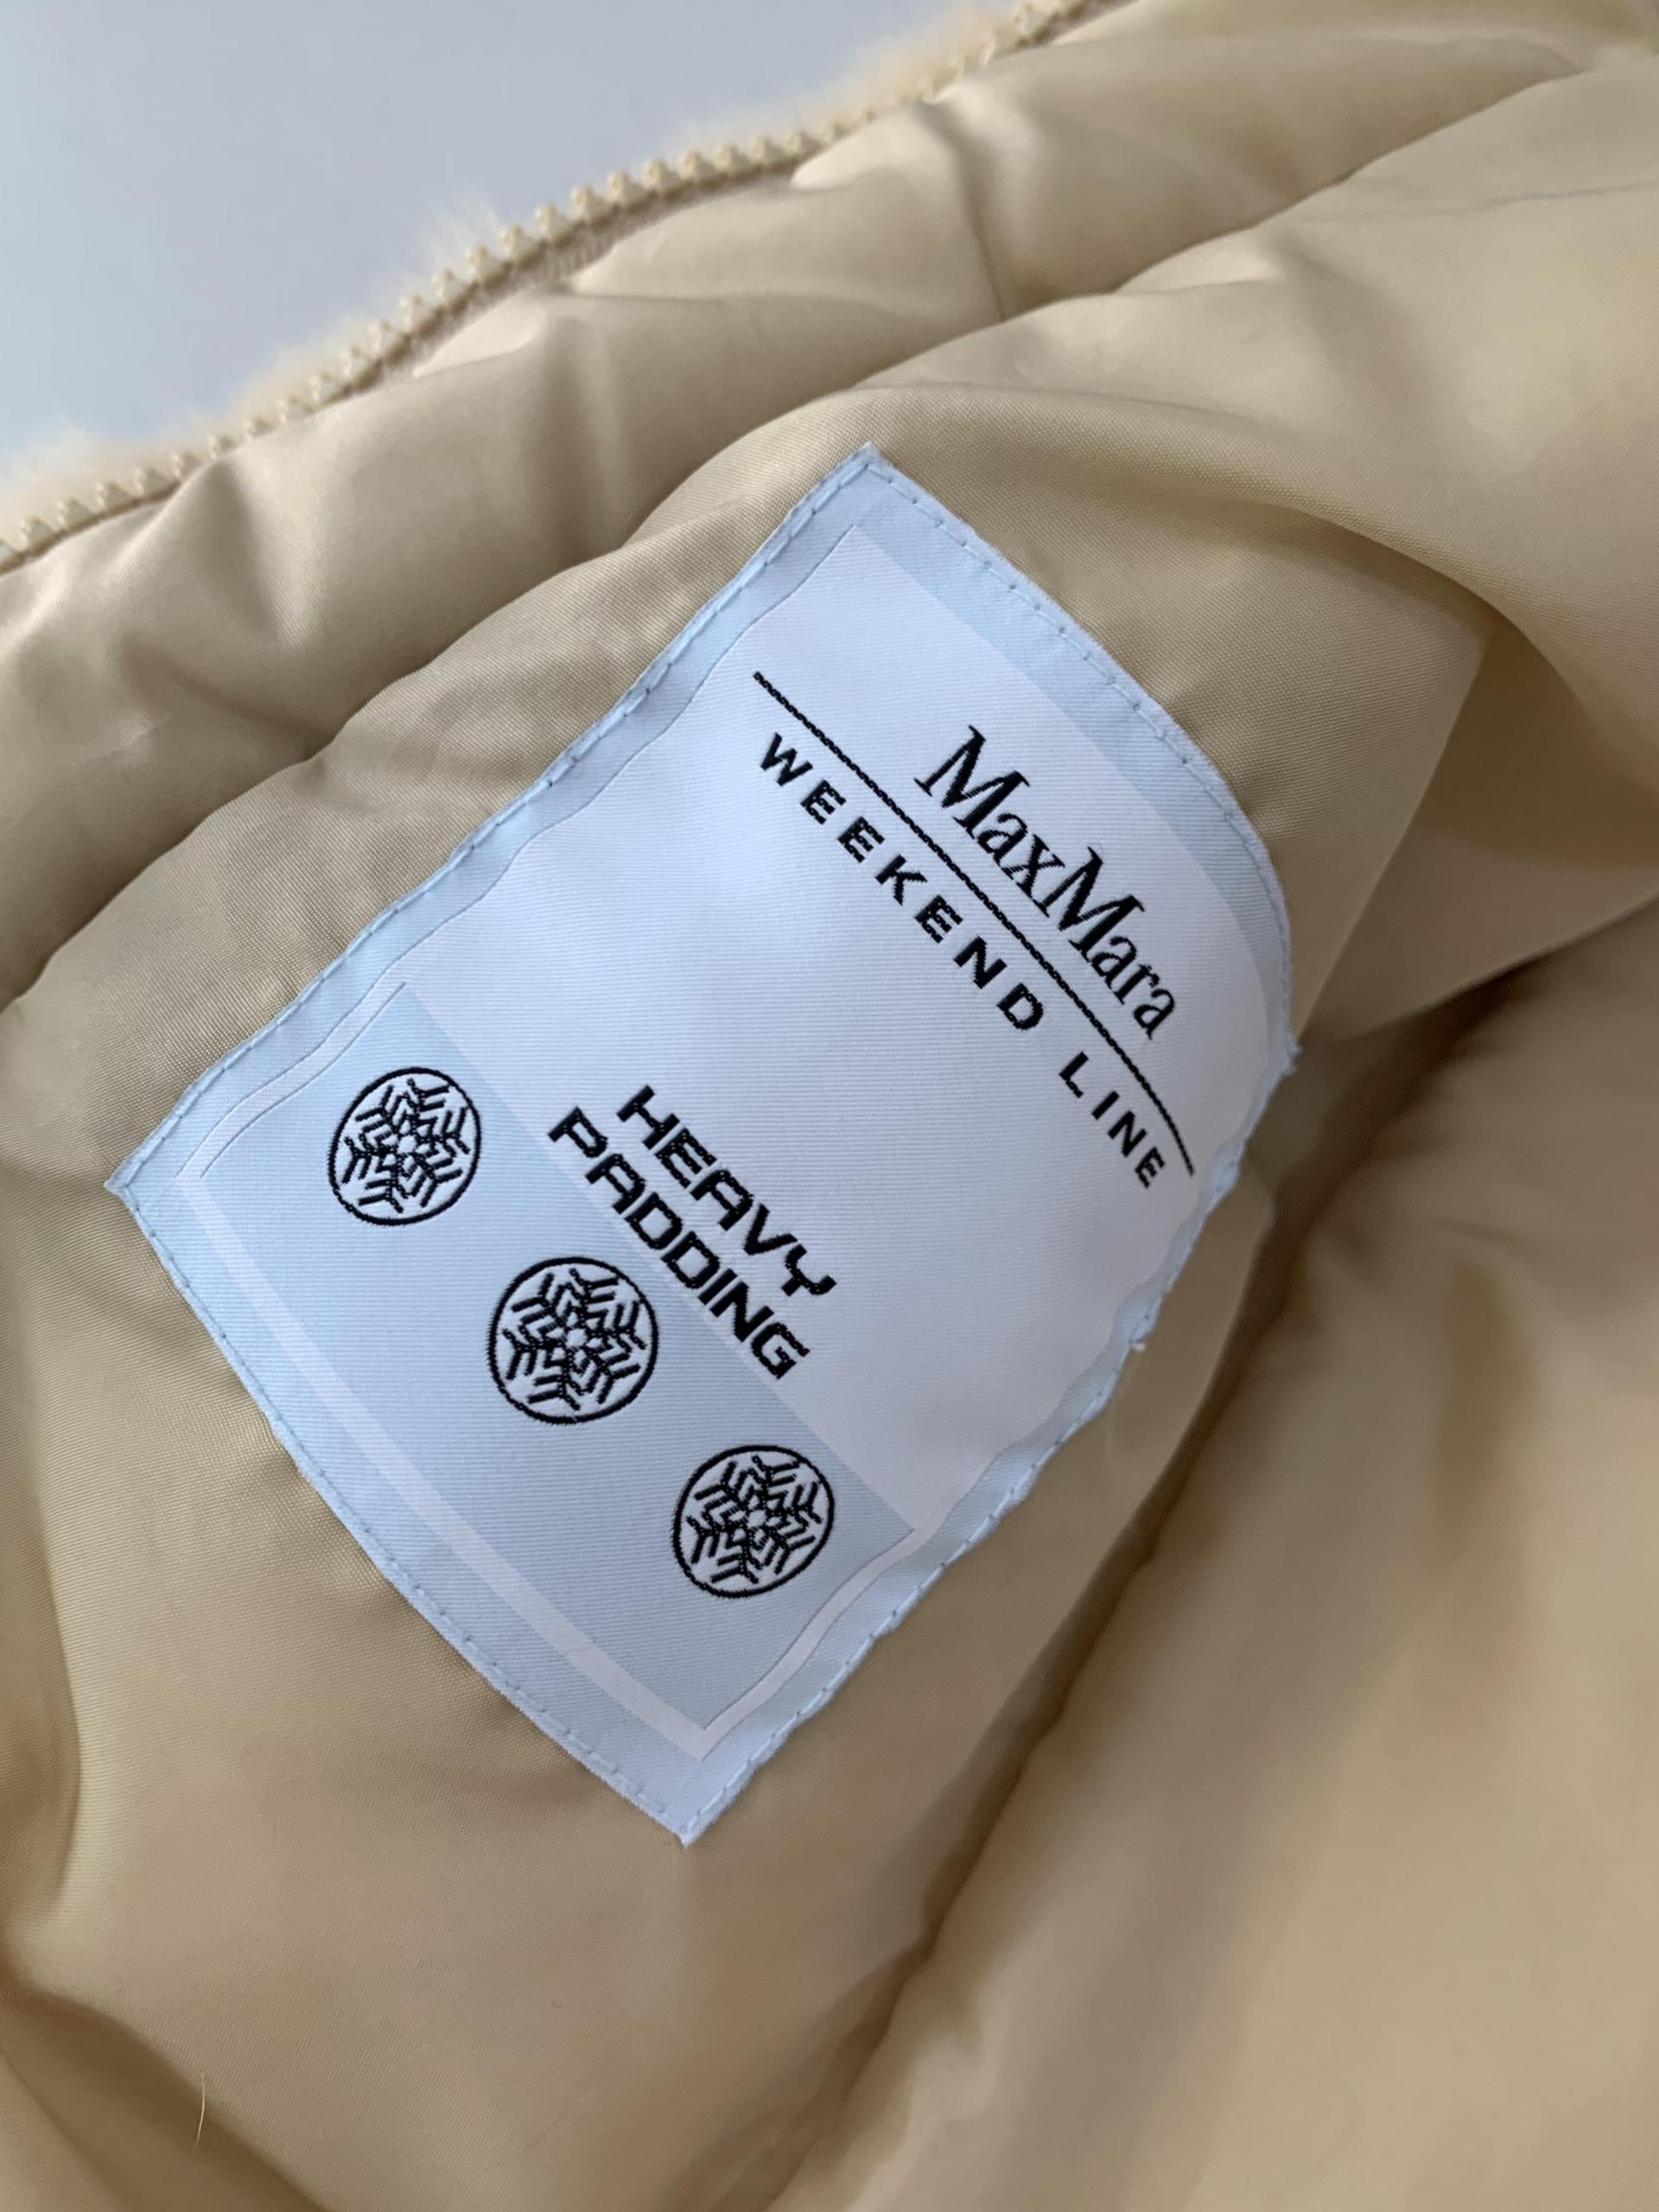 MaxMara
WEEKEND LINE
HEAVY
PADDING